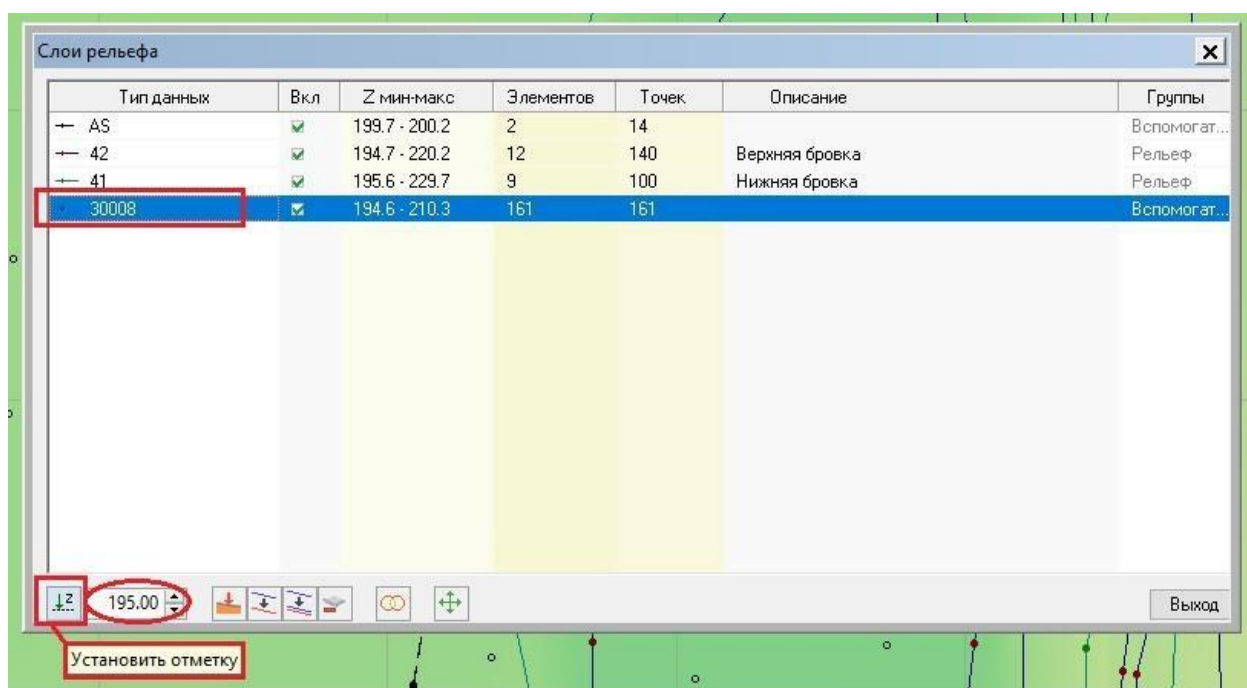 Слои рельефа
Тип данных Вкл Z мин-макс Элементов Точек Описание Группы
AS 199.7 - 200.2 2 14 Вспомогат...
42 194.7 - 220.2 12 140 Верхняя бровка Рельеф
41 195.6 - 229.7 9 100 Нижняя бровка Рельеф
30008 194.6 - 210.3 161 161 Вспомогат...
Z 195.00 Выход
Установить отметку